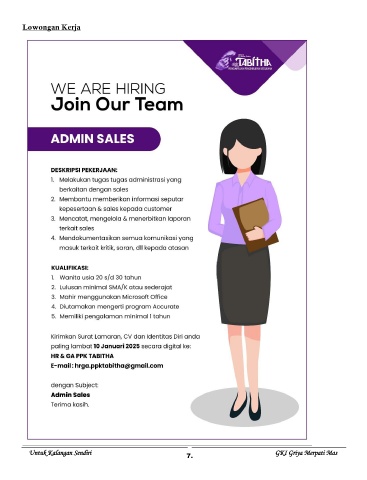 Lowongan Kerja
TABITHA
WE ARE HIRING
Join Our Team
ADMIN SALES
DESKRIPSI PEKERJAAN:
1. Melakukan tugas tugas administrasi yang
berkaitan dengan sales
2. Membantu memberikan informasi seputar
kepesertaan & sales kepada customer
3. Mencatat, mengelola & menerbitkan laporan
terkait sales
4. Mendokumentasikan semua komunikasi yang
masuk terkait kritik, saran, dll kepada atasan
KUALIFIKASI:
1. Wanita usia 20 s/d 30 tahun
2. Lulusan minimal SMA/K atau sederajat
3. Mahir menggunakan Microsoft Office
4. Diutamakan mengerti program Accurate
5. Memiliki pengalaman minimal 1 tahun
Kirimkan Surat Lamaran, CV dan Identitas Diri anda
paling lambat 10 Januari 2025 secara digital ke:
HR & GA PPK TABITHA
E-mail: hrga.ppktabitha@gmail.com
dengan Subject:
Admin Sales
Terima kasih.
Untuk Kalangan Sendiri
7.
GKI Griya Merpati Mas